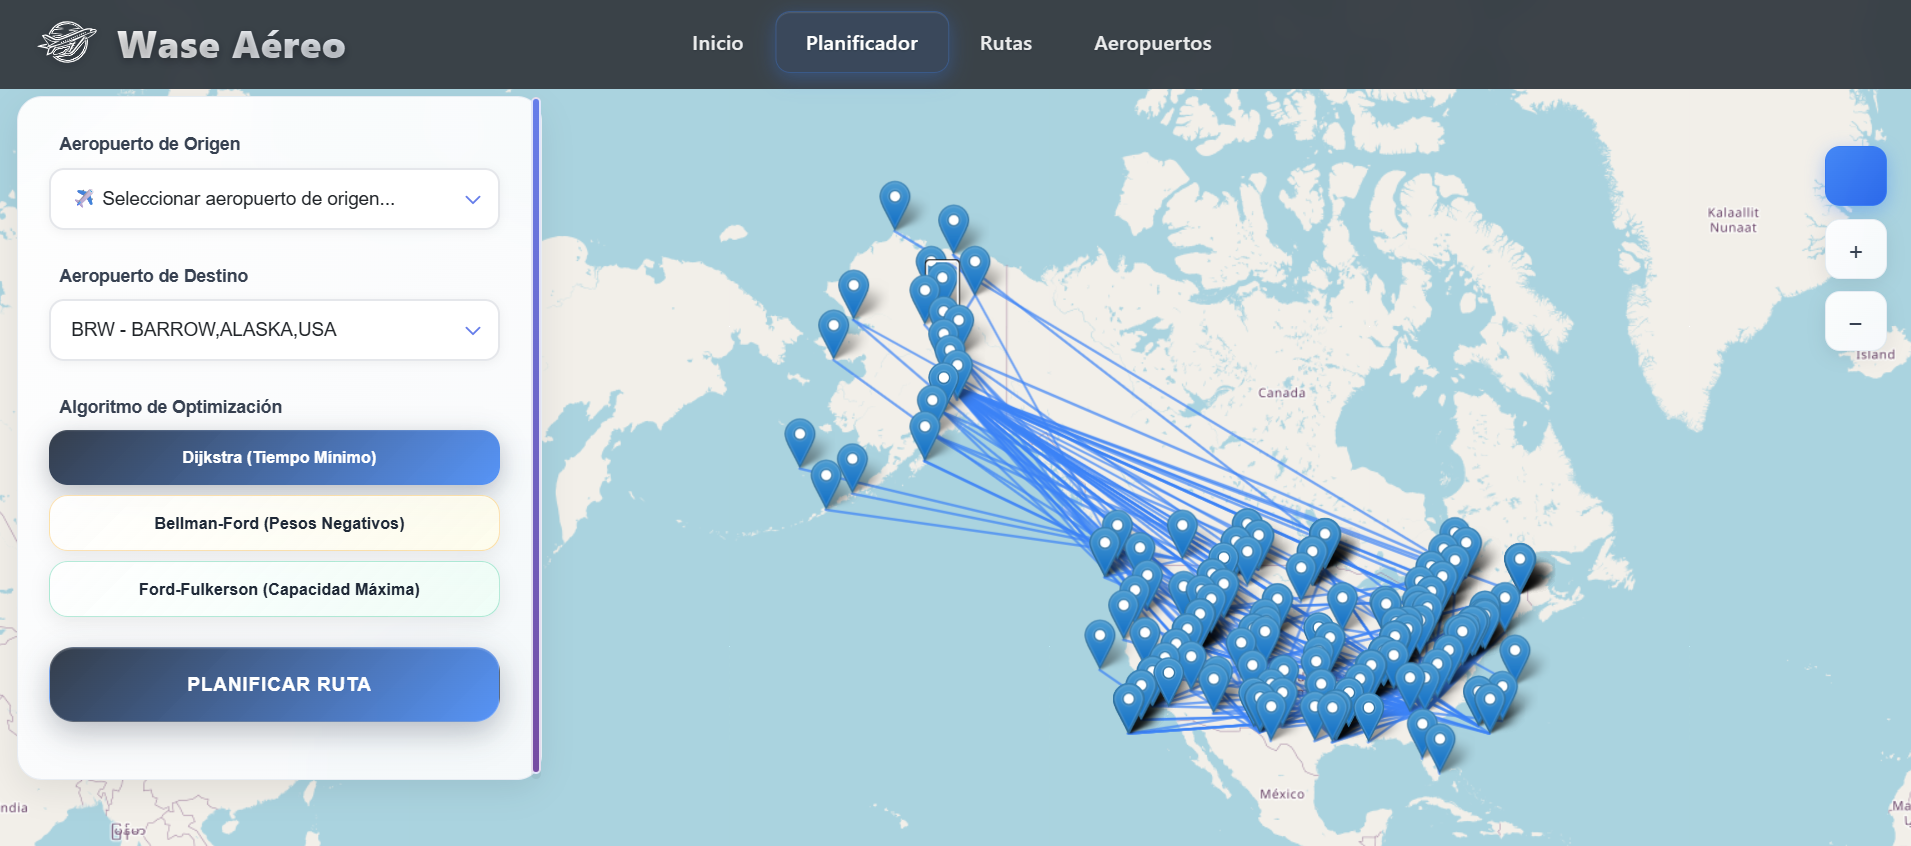 Wase Aéreo
Inicio
Planificador
Rutas
Aeropuertos
Aeropuerto de Origen
Seleccionar aeropuerto de origen...
Aeropuerto de Destino
BRW - BARROW,ALASKA,USA
Algoritmo de Optimización
Dijkstra (Tiempo Mínimo)
Bellman-Ford (Pesos Negativos)
Ford-Fulkerson (Capacidad Máxima)
PLANIFICAR RUTA
+
−
Kalaallit
Nunaat
Island
Canada
México
ndia